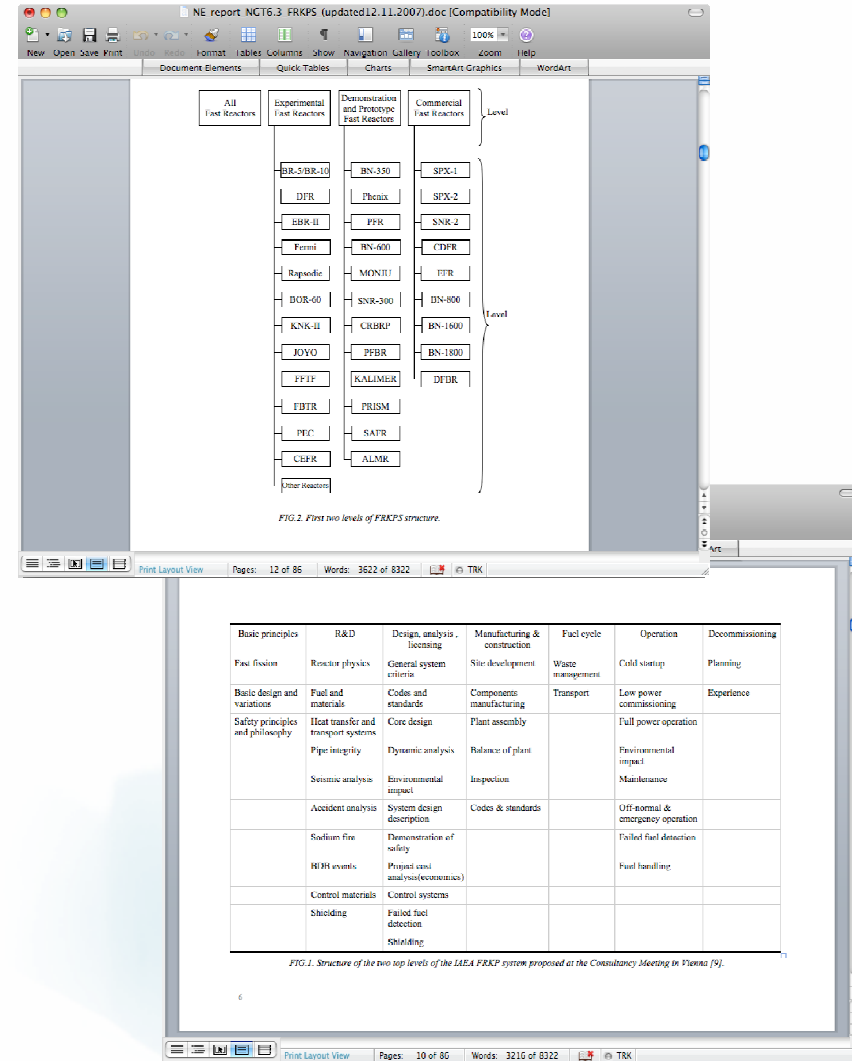 NE report NGT6.3 FRKPS (updated12.11.2007).doc [Compatibility Mode]
100%
New Open Save Print Undo Redo Format Tables Columns Show Navigation Gallery Toolbox Zoom Help
Document Elements Quick Tables Charts SmartArt Graphics WordArt
All Fast Reactors
Experimental Fast Reactors
Demonstration and Prototype Fast Reactors
Commercial Fast Reactors
Level
BR-5/BR-10 BN-350 SPX-1
DFR Phenix SPX-2
EBR-II PFR SNR-2
Fermi BN-600 CDFR
Rapsodie MONJU EFR
BOR-60 SNR-300 BN-800
Level
KNK-II CRBRP BN-1600
JOYO PFBR BN-1800
FFTF KALIMER DFBR
FBTR PRISM
PEC SAFR
CEFR ALMR
Other Reactors
FIG.2. First two levels of FRKPS structure.
Print Layout View Pages: 12 of 86 Words: 3622 of 8322 TRK
Art
Basic principles R&D Design, analysis , licensing Manufacturing & construction Fuel cycle Operation Decommissioning
Fast fission Reactor physics General system criteria Site development Waste management Cold startup Planning
Basic design and variations Fuel and materials Codes and standards Components manufacturing Transport Low power commissioning Experience
Safety principles and philosophy Heat transfer and transport systems Core design Plant assembly Full power operation
Pipe integrity Dynamic analysis Balance of plant Environmental impact
Seismic analysis Environmental impact Inspection Maintenance
Accident analysis System design description Codes & standards Off-normal & emergency operation
Sodium fire Demonstration of safety Failed fuel detection
BDB events Project cost analysis(economics) Fuel handling
Control materials Control systems
Shielding Failed fuel detection
Shielding
FIG.1. Structure of the two top levels of the IAEA FRKP system proposed at the Consultancy Meeting in Vienna [9].
6
Print Layout View Pages: 10 of 86 Words: 3216 of 8322 TRK